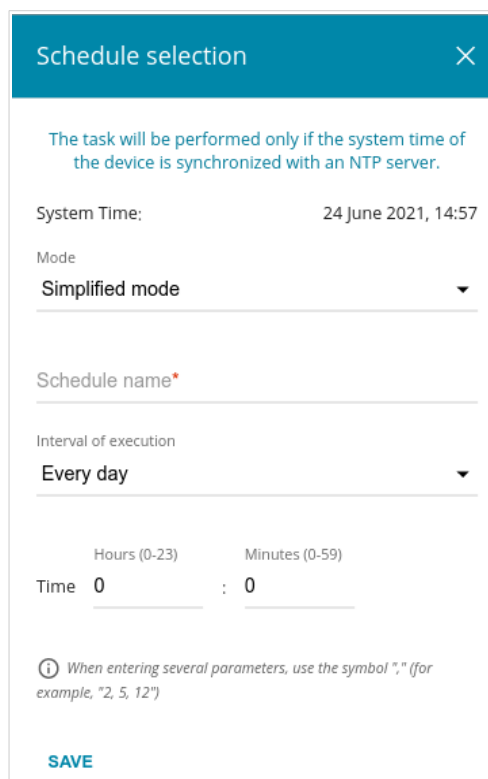 Schedule selection
The task will be performed only if the system time of
the device is synchronized with an NTP server.
System Time: 24 June 2021, 14:57
Mode
Simplified mode
Schedule name*
Interval of execution
Every day
Hours (0-23) Minutes (0-59)
Time 0 : 0
When entering several parameters, use the symbol "," (for
example, "2, 5, 12")
SAVE